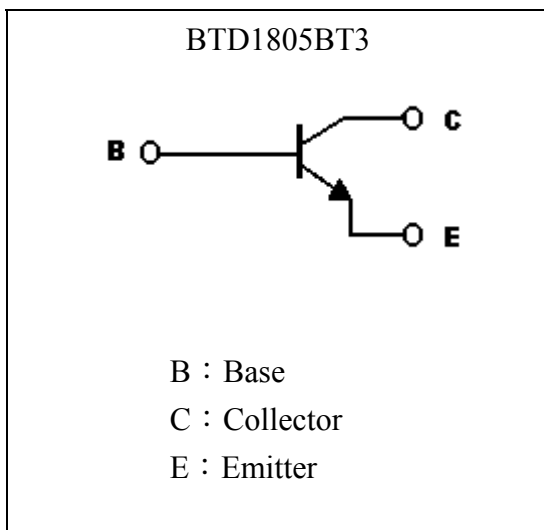 BTD1805BT3
C
B
E
B：Base
C：Collector
E：Emitter